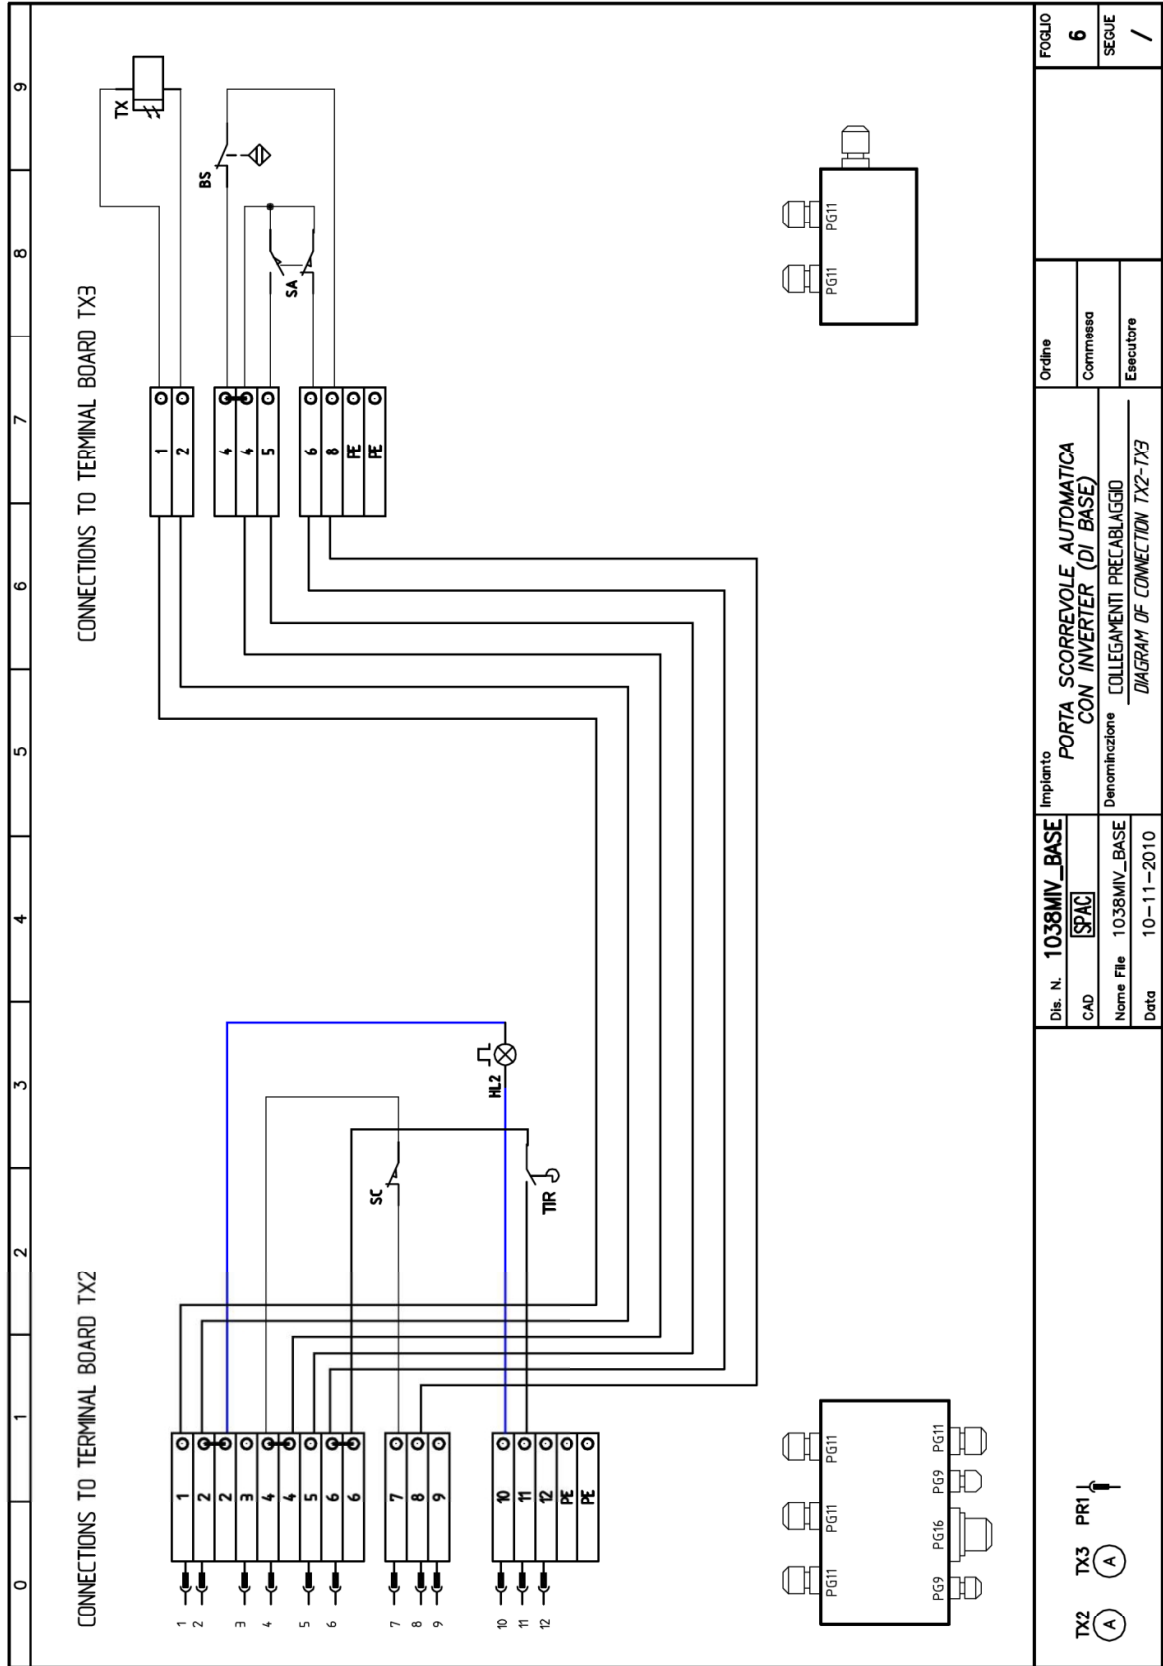 0 1 2 3 4 5 6 7 8 9
CONNECTIONS TO TERMINAL BOARD TX2
CONNECTIONS TO TERMINAL BOARD TX3
1
2
3
4
5
6
7
8
9
10
11
12
1
2
2
3
4
4
5
6
6
7
8
9
10
11
12
PE
PE
SC
TIR
HL2
1
2
4
4
5
6
8
PE
PE
SA
BS
TX
PG11 PG11 PG11
PG9 PG16 PG9 PG11
PG11 PG11
TX2 TX3 PR1
A A
Dis. N. 1038MIV_BASE
CAD SPAC
Nome File 1038MIV_BASE
Data 10-11-2010
Impianto
PORTA SCORREVOLE AUTOMATICA
CON INVERTER (DI BASE)
Denominazione COLLEGAMENTI PRECABLAGGIO
DIAGRAM OF CONNECTION TX2-TX3
Ordine
Commessa
Esecutore
FOGLIO
6
SEGUE
/